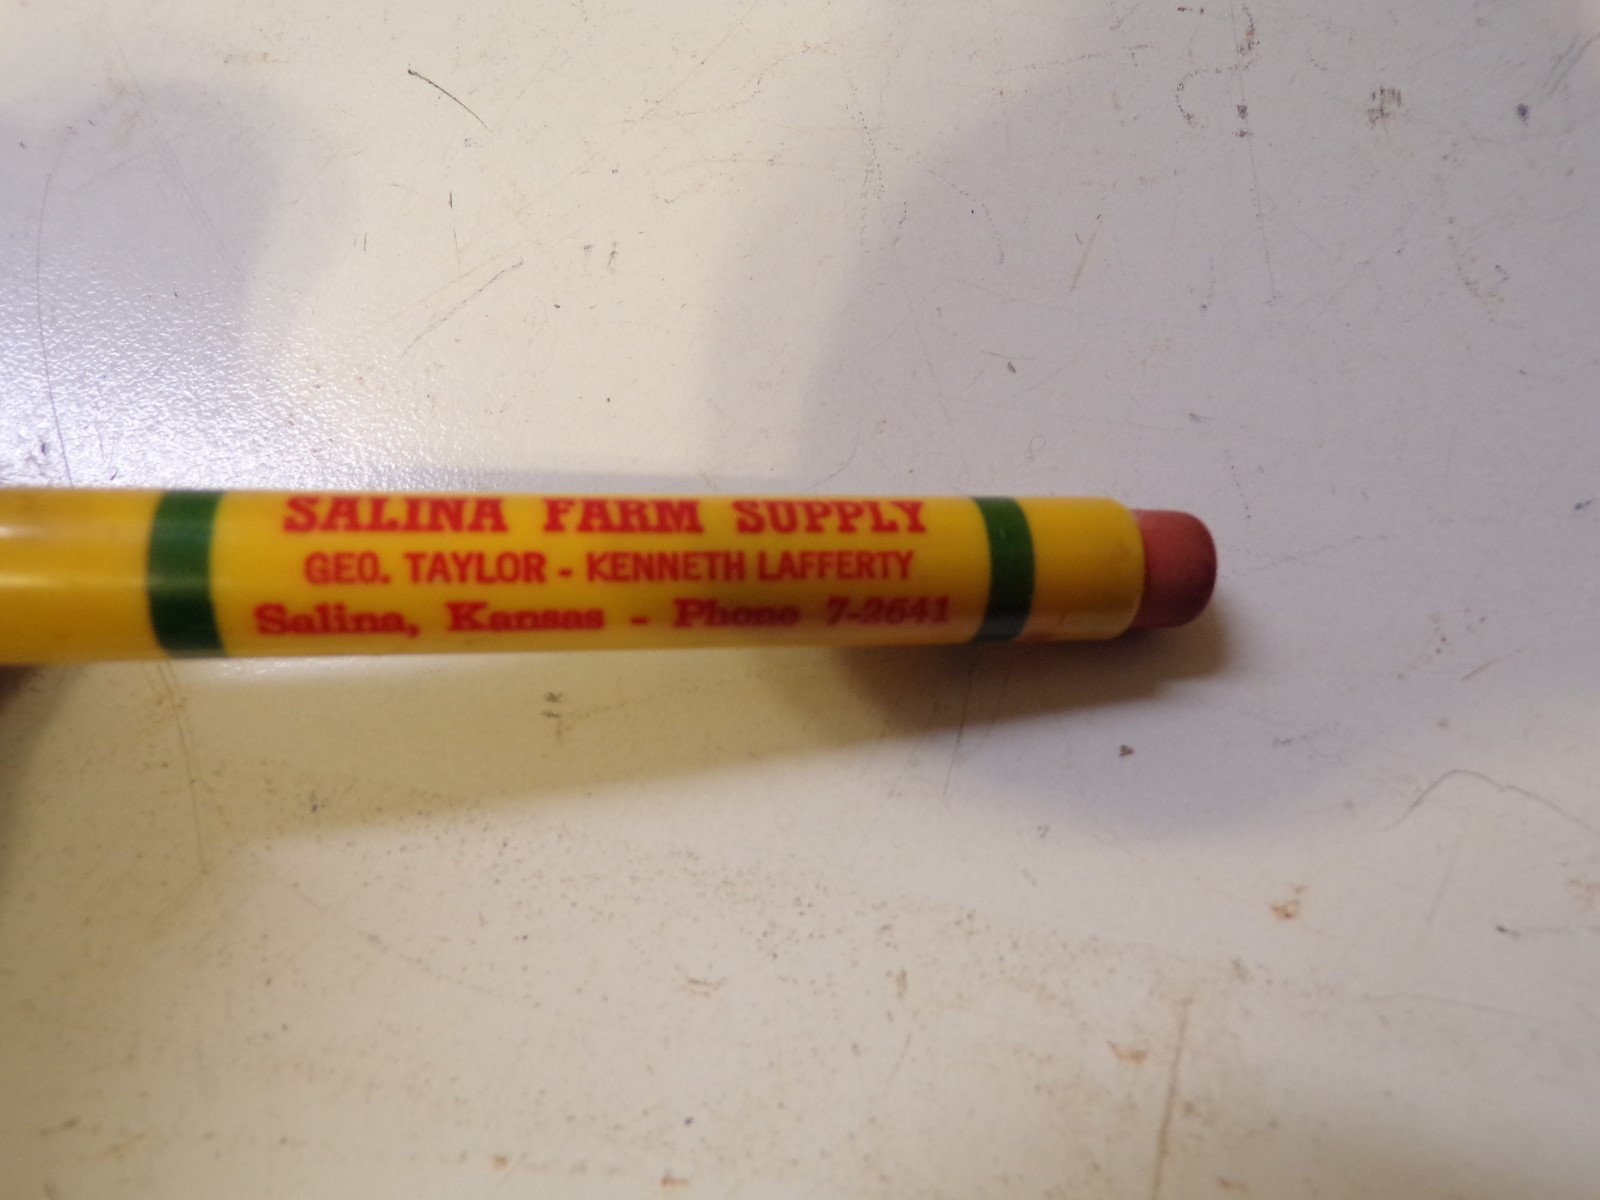 SALINA FARM SUPPLY
GEO. TAYLOR - KENNETH LAFFERTY
Salina, Kansas - Phone 7-2641